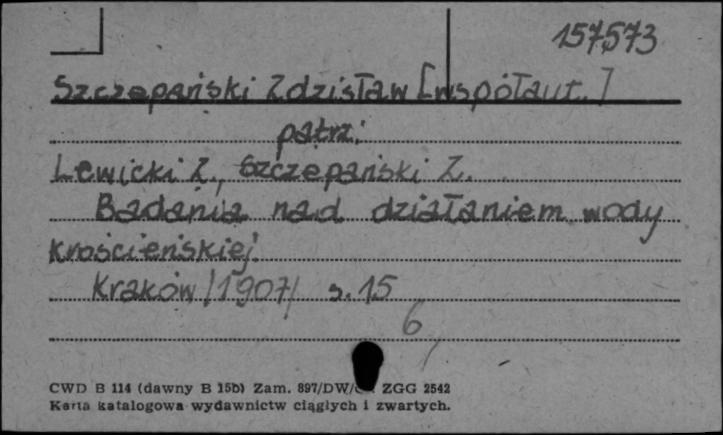 157573
Szczepański Zdzisław [współaut.]
patrz:
Lewicki Z., Szczepański Z.
Badania nad działaniem wody
krościeńskiej.
Kraków /1907/ s. 15
6
CWD B 114 (dawny B 15b) Zam. 897/DW/ ZGG 2542
Karta katalogowa wydawnictw ciągłych i zwartych.